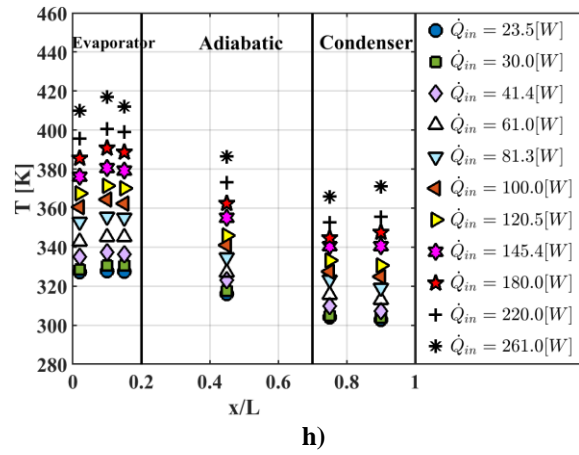 460
440
420
400
380
360
340
320
300
280
T [K]
Evaporator
Adiabatic
Condenser
0
0.2
0.4
0.6
0.8
1
x/L
Q̇in = 23.5[W]
Q̇in = 30.0[W]
Q̇in = 41.4[W]
Q̇in = 61.0[W]
Q̇in = 81.3[W]
Q̇in = 100.0[W]
Q̇in = 120.5[W]
Q̇in = 145.4[W]
Q̇in = 180.0[W]
Q̇in = 220.0[W]
Q̇in = 261.0[W]
h)